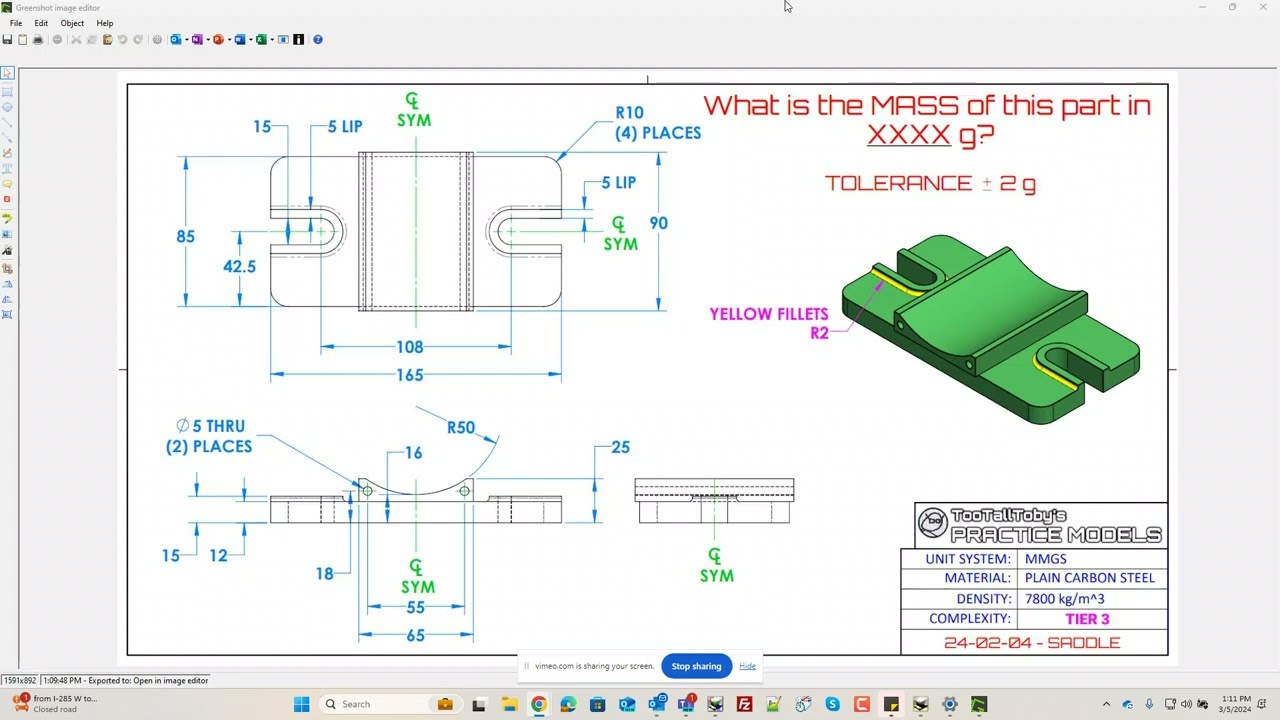 Greenshot image editor
File Edit Object Help
What is the MASS of this part in
XXXX g?
TOLERANCE ± 2 g
℄
SYM
15
5 LIP
R10
(4) PLACES
5 LIP
℄
SYM
90
85
42.5
108
165
YELLOW FILLETS
R2
∅ 5 THRU
(2) PLACES
R50
16
25
15
12
18
℄
SYM
55
65
℄
SYM
TooTallToby's
PRACTICE MODELS
UNIT SYSTEM: MMGS
MATERIAL: PLAIN CARBON STEEL
DENSITY: 7800 kg/m^3
COMPLEXITY: TIER 3
24-02-04 - SADDLE
vimeo.com is sharing your screen. Stop sharing Hide
1591x892 1:09:48 PM - Exported to: Open in image editor
from I-285 W to...
Closed road
Search
1:11 PM
3/5/2024